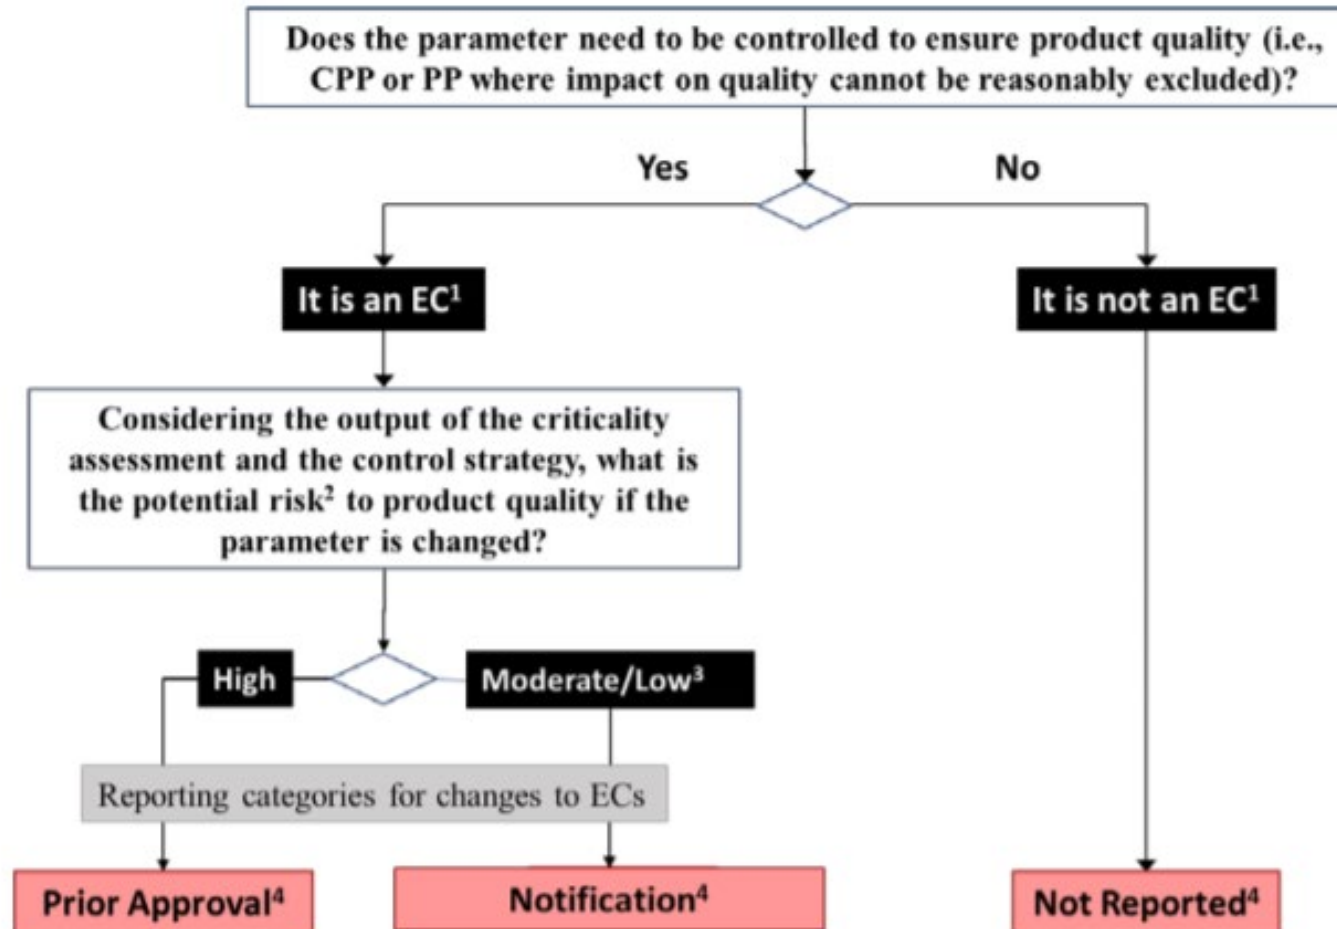 Does the parameter need to be controlled to ensure product quality (i.e.,
CPP or PP where impact on quality cannot be reasonably excluded)?
Yes
No
It is an EC¹
It is not an EC¹
Considering the output of the criticality
assessment and the control strategy, what is
the potential risk² to product quality if the
parameter is changed?
High
Moderate/Low³
Reporting categories for changes to ECs
Prior Approval⁴
Notification⁴
Not Reported⁴